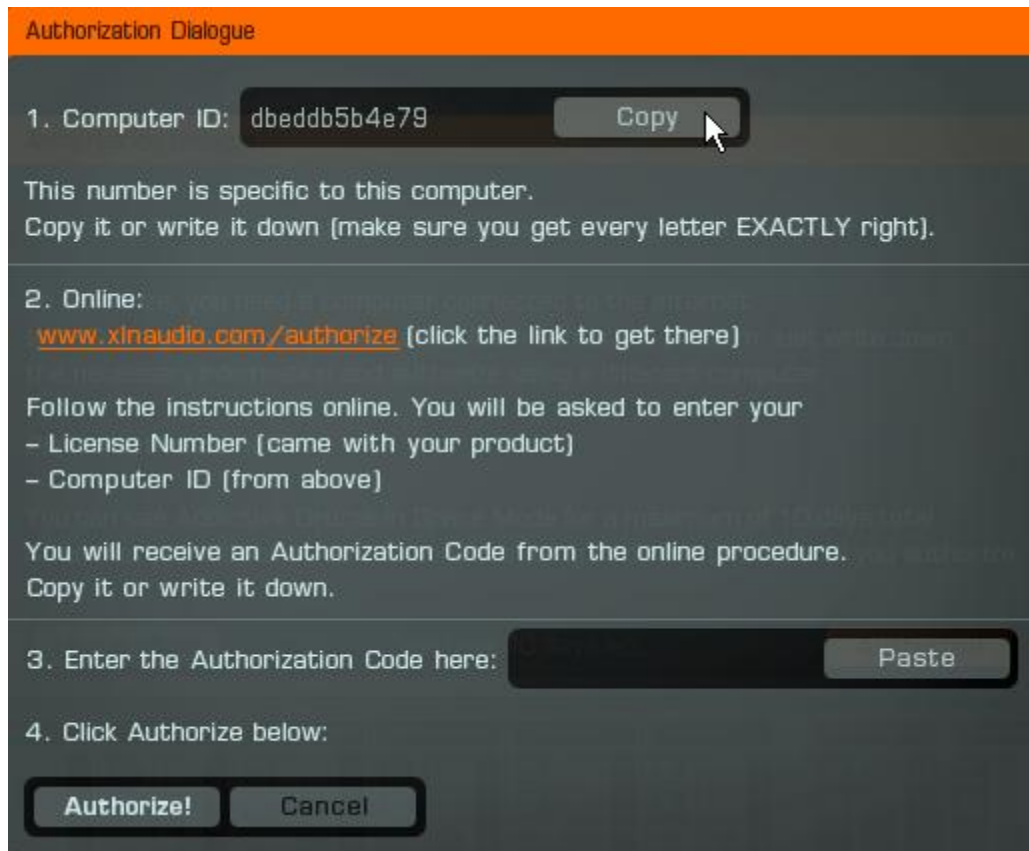 Authorization Dialogue
1. Computer ID: dbeddb5b4e79 Copy
This number is specific to this computer.
Copy it or write it down (make sure you get every letter EXACTLY right).
2. Online:
www.xlnaudio.com/authorize (click the link to get there)
Follow the instructions online. You will be asked to enter your
– License Number (came with your product)
– Computer ID (from above)
You will receive an Authorization Code from the online procedure.
Copy it or write it down.
3. Enter the Authorization Code here: Paste
4. Click Authorize below:
Authorize! Cancel